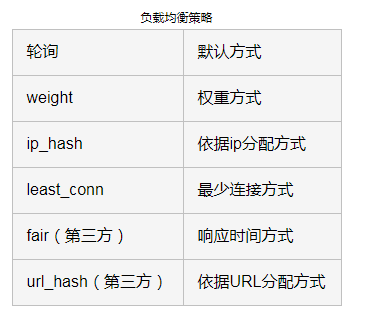 负载均衡策略
轮询 默认方式
weight 权重方式
ip_hash 依据ip分配方式
least_conn 最少连接方式
fair（第三方） 响应时间方式
url_hash（第三方） 依据URL分配方式